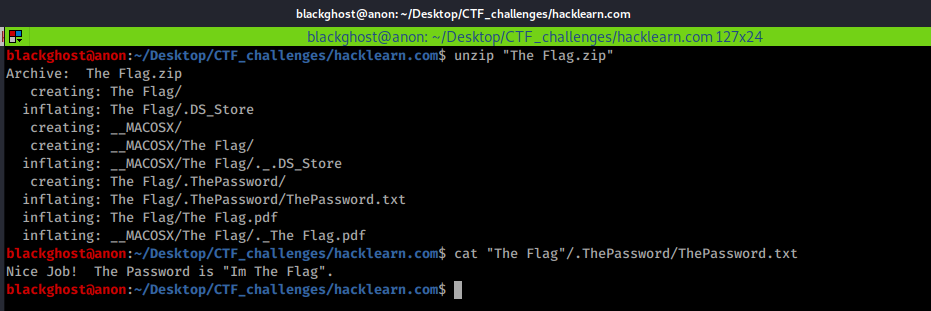 blackghost@anon: ~/Desktop/CTF_challenges/hacklearn.com
blackghost@anon: ~/Desktop/CTF_challenges/hacklearn.com 127x24
blackghost@anon:~/Desktop/CTF_challenges/hacklearn.com$ unzip "The Flag.zip"
Archive:  The Flag.zip
   creating: The Flag/
  inflating: The Flag/.DS_Store
   creating: __MACOSX/
   creating: __MACOSX/The Flag/
  inflating: __MACOSX/The Flag/._.DS_Store
   creating: The Flag/.ThePassword/
  inflating: The Flag/.ThePassword/ThePassword.txt
  inflating: The Flag/The Flag.pdf
  inflating: __MACOSX/The Flag/._The Flag.pdf
blackghost@anon:~/Desktop/CTF_challenges/hacklearn.com$ cat "The Flag"/.ThePassword/ThePassword.txt
Nice Job!  The Password is "Im The Flag".
blackghost@anon:~/Desktop/CTF_challenges/hacklearn.com$